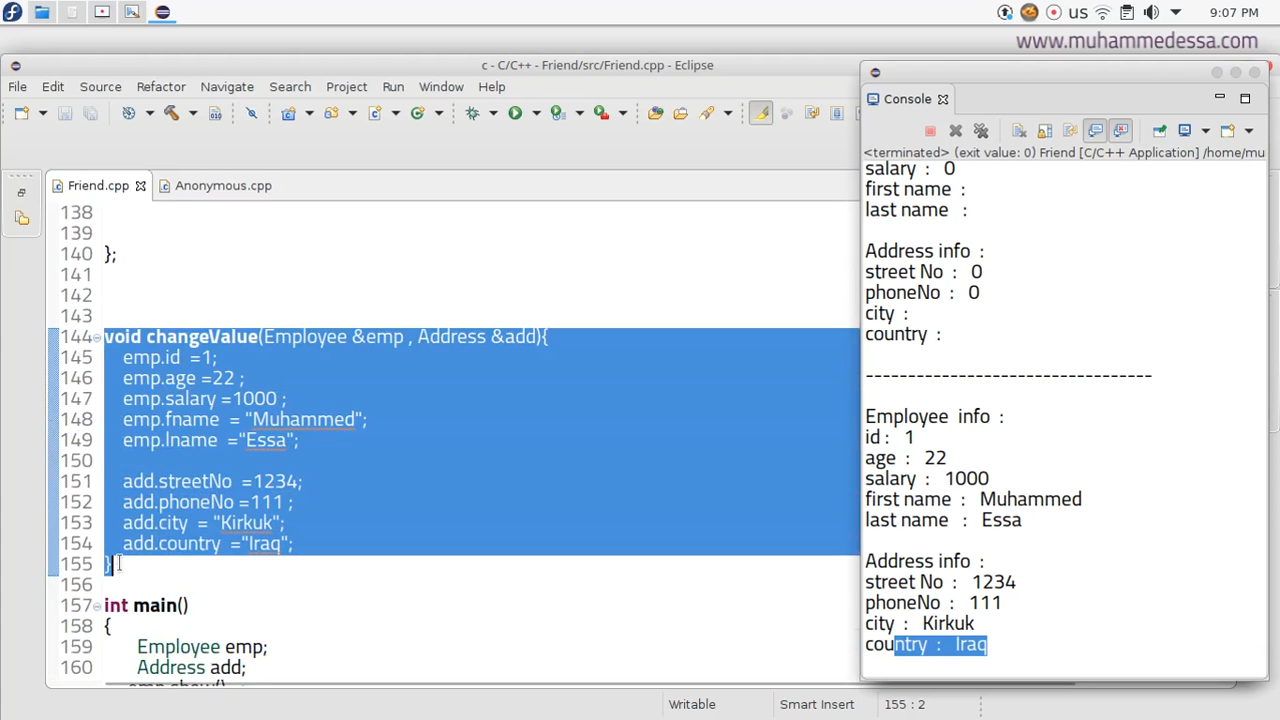 us
9:07 PM
www.muhammedessa.com
c - C/C++ - Friend/src/Friend.cpp - Eclipse
File Edit Source Refactor Navigate Search Project Run Window Help
Friend.cpp
Anonymous.cpp
138
139
140 };
141
142
143
144 void changeValue(Employee &emp , Address &add){
145 emp.id =1;
146 emp.age =22 ;
147 emp.salary =1000 ;
148 emp.fname = "Muhammed";
149 emp.lname ="Essa";
150
151 add.streetNo =1234;
152 add.phoneNo =111 ;
153 add.city = "Kirkuk";
154 add.country ="Iraq";
155 }
156
157 int main()
158 {
159 Employee emp;
160 Address add;
Writable
Smart Insert
155 : 2
Console
<terminated> (exit value: 0) Friend [C/C++ Application] /home/mu
salary : 0
first name :
last name :
Address info :
street No : 0
phoneNo : 0
city :
country :
----------------------------------
Employee info :
id : 1
age : 22
salary : 1000
first name : Muhammed
last name : Essa
Address info :
street No : 1234
phoneNo : 111
city : Kirkuk
country : Iraq